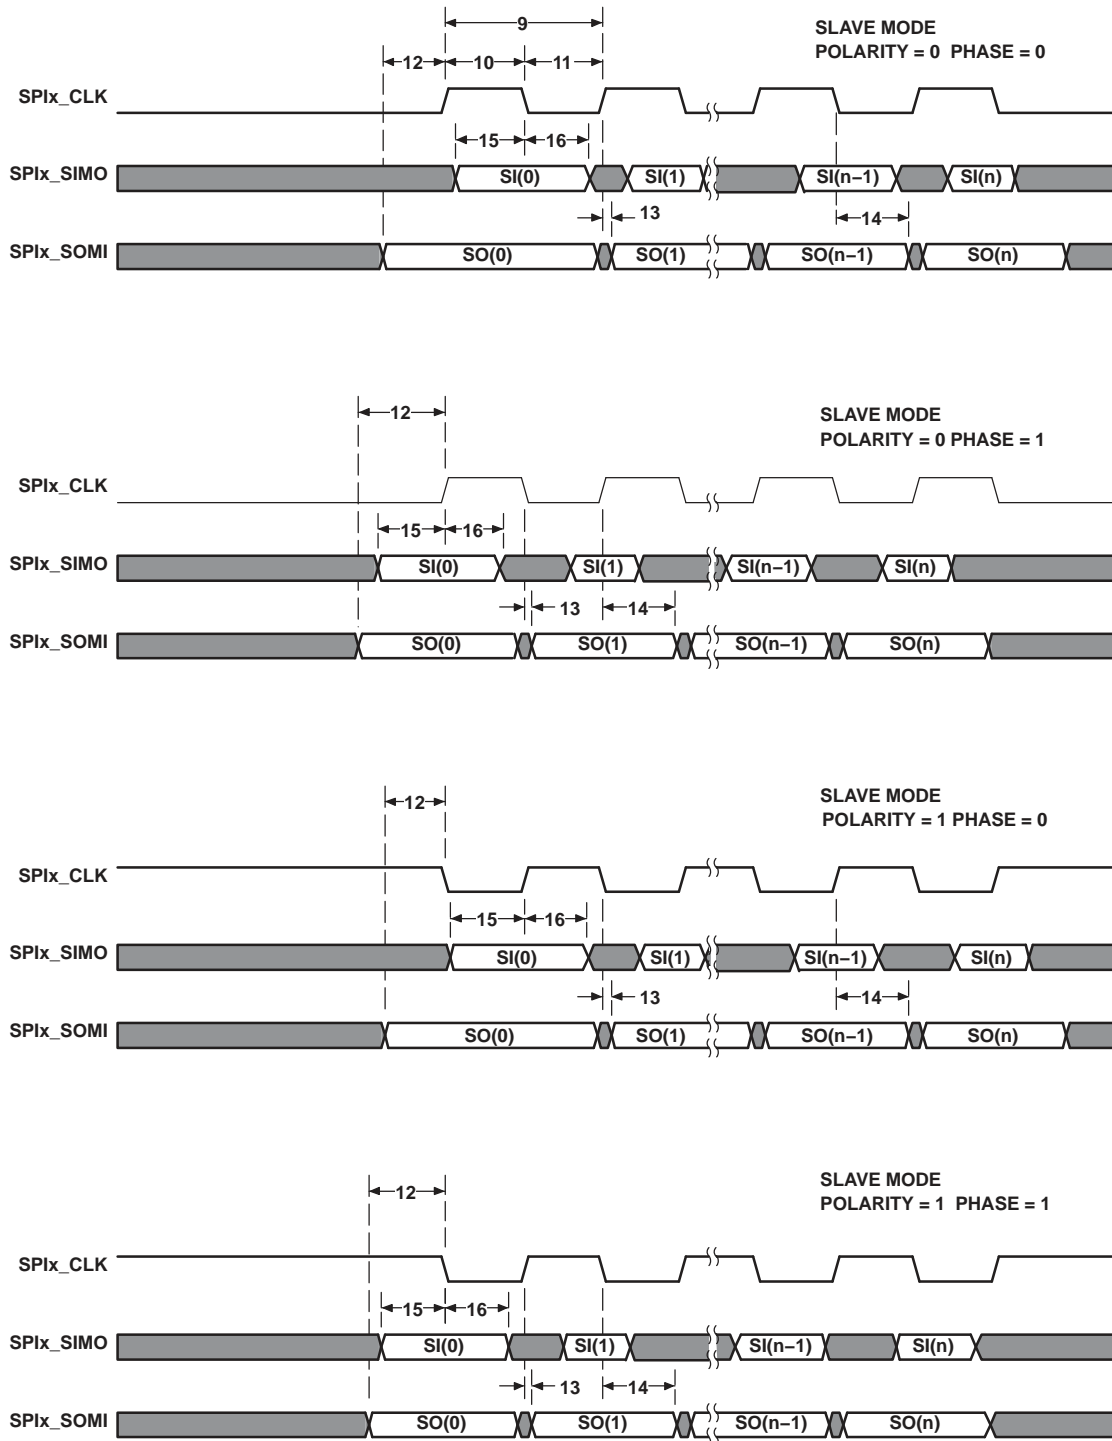 9
SLAVE MODE
POLARITY = 0 PHASE = 0
12 10 11
SPIx_CLK
15 16
SPIx_SIMO SI(0) SI(1) SI(n−1) SI(n)
13 14
SPIx_SOMI SO(0) SO(1) SO(n−1) SO(n)
12
SLAVE MODE
POLARITY = 0 PHASE = 1
SPIx_CLK
15 16
SPIx_SIMO SI(0) SI(1) SI(n−1) SI(n)
13 14
SPIx_SOMI SO(0) SO(1) SO(n−1) SO(n)
12
SLAVE MODE
POLARITY = 1 PHASE = 0
SPIx_CLK
15 16
SPIx_SIMO SI(0) SI(1) SI(n−1) SI(n)
13 14
SPIx_SOMI SO(0) SO(1) SO(n−1) SO(n)
12
SLAVE MODE
POLARITY = 1 PHASE = 1
SPIx_CLK
15 16
SPIx_SIMO SI(0) SI(1) SI(n−1) SI(n)
13 14
SPIx_SOMI SO(0) SO(1) SO(n−1) SO(n)